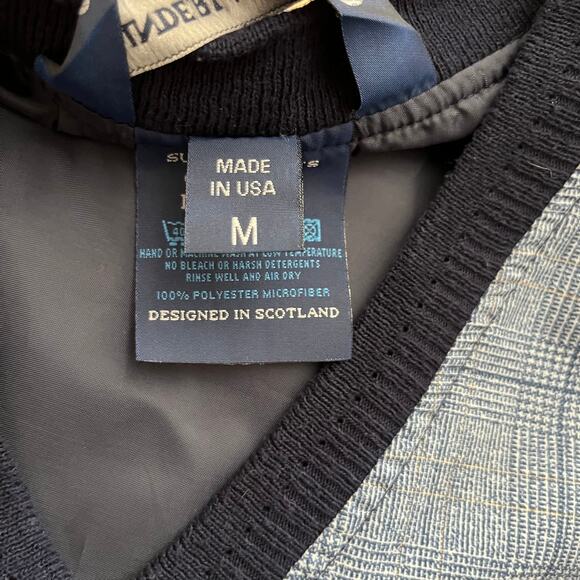 MADE
IN USA
M
HAND OR MACHINE WASH AT LOW TEMPERATURE
NO BLEACH OR HARSH DETERGENTS
RINSE WELL AND AIR DRY
100% POLYESTER MICROFIBER
DESIGNED IN SCOTLAND